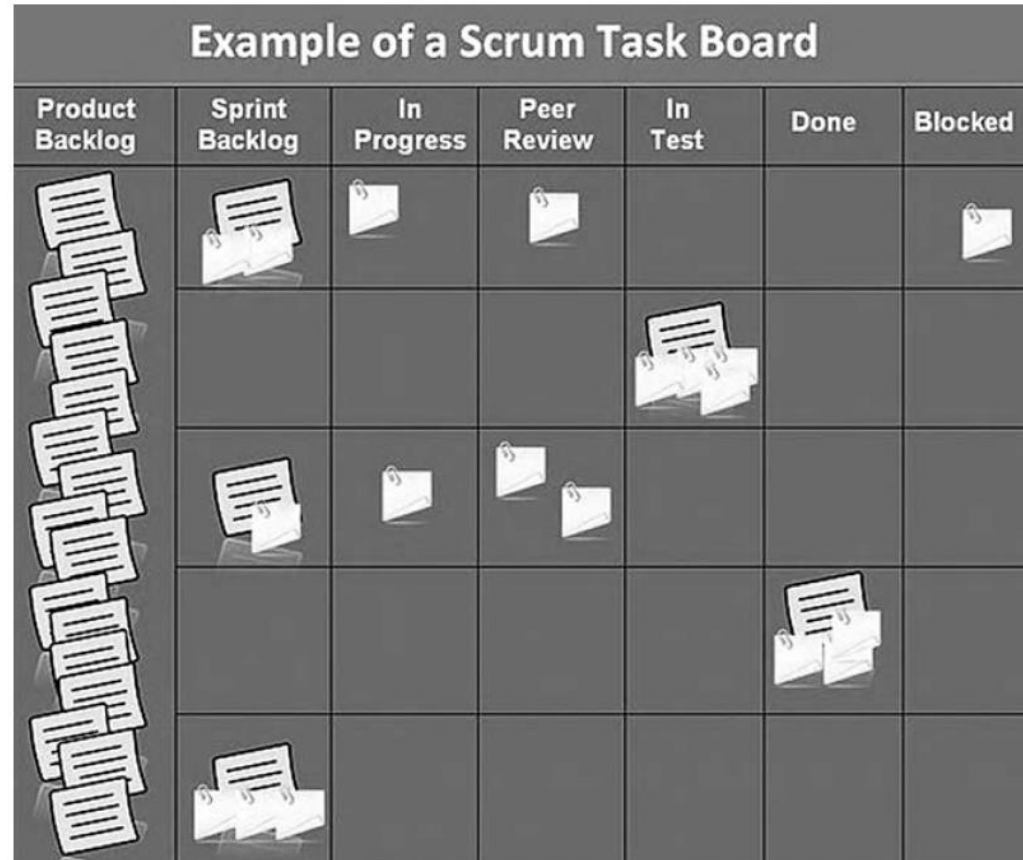 Example of a Scrum Task Board
Product
Backlog
Sprint
Backlog
In
Progress
Peer
Review
In
Test
Done
Blocked